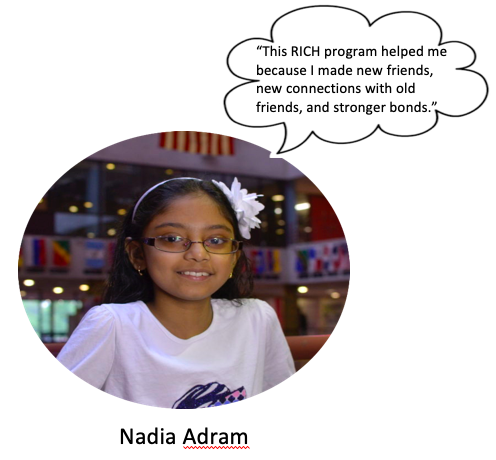 “This RICH program helped me
because I made new friends,
new connections with old
friends, and stronger bonds.”
Nadia Adram